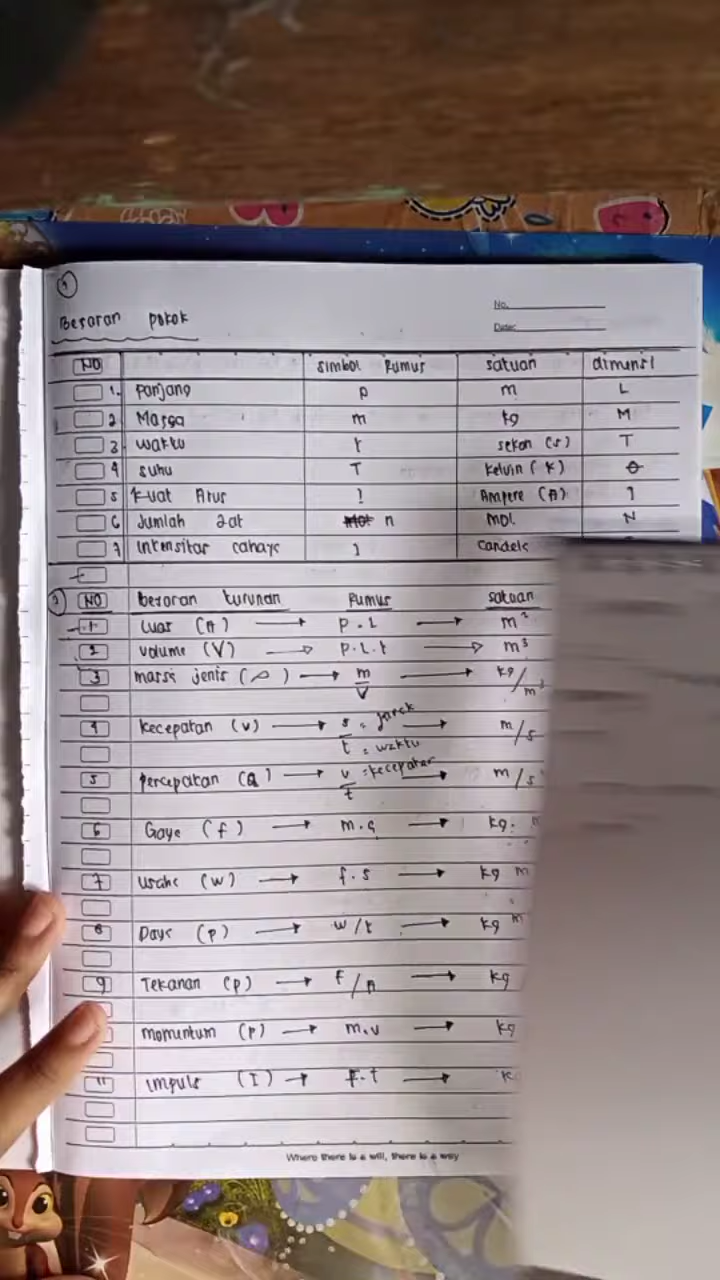 Besaran pokok
No.
Date:
NO simbol Rumus satuan dimensi
1. panjang p m L
2 Massa m kg M
3 waktu t sekon (s) T
4 suhu T Kelvin (K) θ
5 Kuat Arus I Ampere (A) I
6 Jumlah zat n mol N
7 Intensitas cahaya J Candela
NO besaran turunan Rumus satuan
1 Luas (A) → p.L → m²
2 volume (V) → p.L.t → m³
3 massa jenis (ρ) → m/V → kg/m³
4 kecepatan (v) → s = jarak → m/s
t = waktu
5 percepatan (a) → v = kecepatan → m/s
t
6 Gaya (f) → m.a → kg.
7 usaha (w) → f.s → kg m
8 Daya (p) → w/t → kg m
9 Tekanan (p) → F/A → kg
momentum (p) → m.v → kg
11 impuls (I) → F.t →
Where there is a will, there is a way